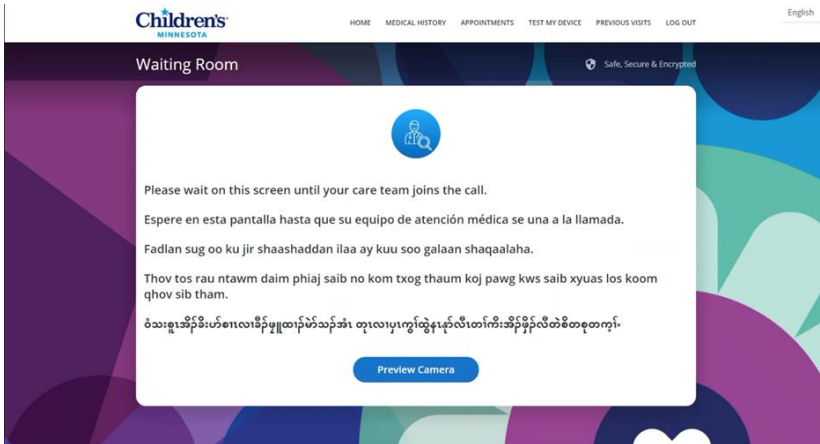 Children's
MINNESOTA
HOME MEDICAL HISTORY APPOINTMENTS TEST MY DEVICE PREVIOUS VISITS LOG OUT
English
Waiting Room
Safe, Secure & Encrypted
Please wait on this screen until your care team joins the call.
Espere en esta pantalla hasta que su equipo de atención médica se una a la llamada.
Fadlan sug oo ku jir shaashaddan ilaa ay kuu soo galaan shaqaalaha.
Thov tos rau ntawm daim phiaj saib no kom txog thaum koj pawg kws saib xyuas los koom
qhov sib tham.
Preview Camera